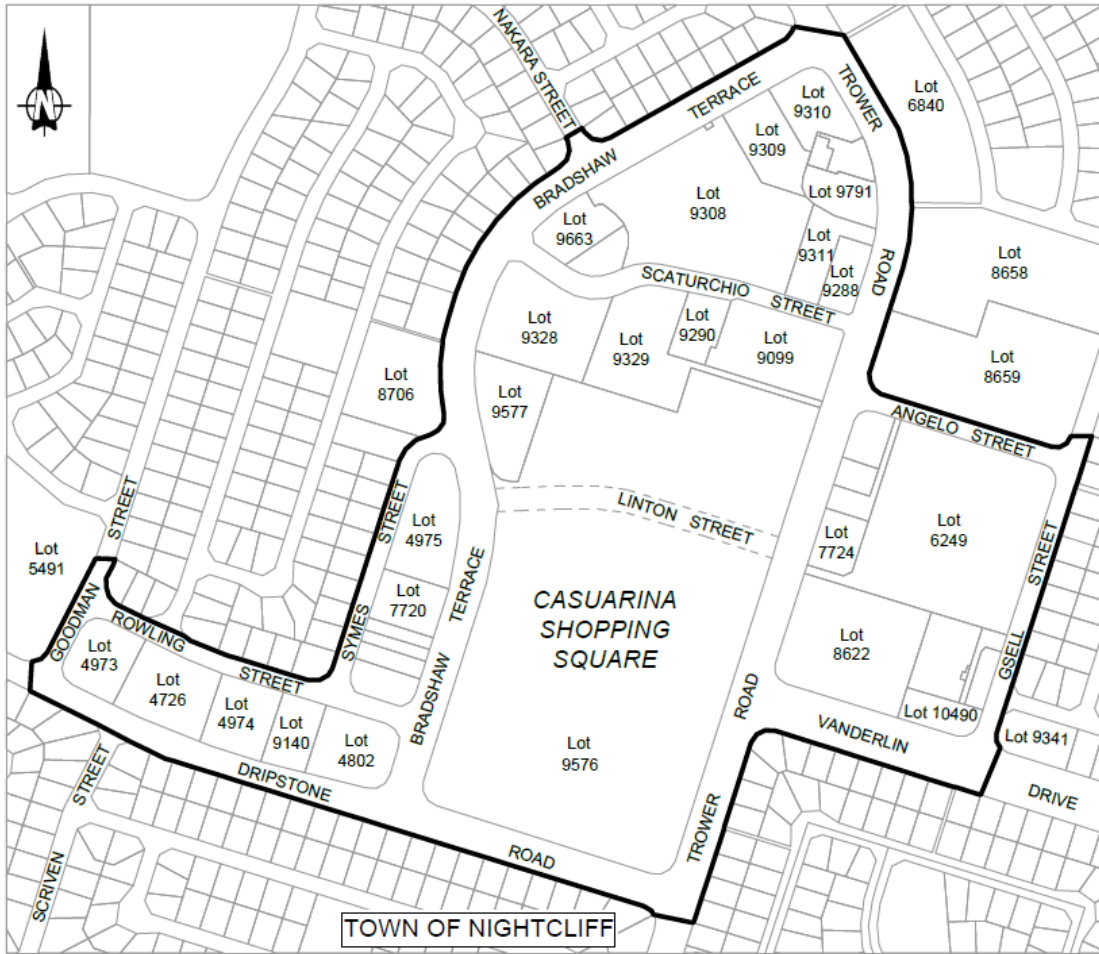 N
NAKARA STREET
BRADSHAW
TERRACE
TROWER
ROAD
Lot
9310
Lot
6840
Lot
9309
Lot 9791
Lot
9308
Lot
9663
Lot
9311
Lot
9288
Lot
8658
SCATURCHIO STREET
Lot
9328
Lot
9329
Lot
9290
Lot
9099
Lot
8659
Lot
8706
Lot
9577
ANGELO STREET
LINTON STREET
STREET
Lot
5491
SYMES
STREET
Lot
4975
Lot
7720
BRADSHAW
TERRACE
Lot
7724
Lot
6249
GSELL
STREET
CASUARINA
SHOPPING
SQUARE
GOODMAN
ROWLING
STREET
Lot
4973
Lot
4726
Lot
4974
Lot
9140
Lot
4802
Lot
8622
Lot 10490
Lot 9341
VANDERLIN
DRIVE
Lot
9576
TROWER
ROAD
DRIPSTONE
ROAD
SCRIVEN
STREET
TOWN OF NIGHTCLIFF